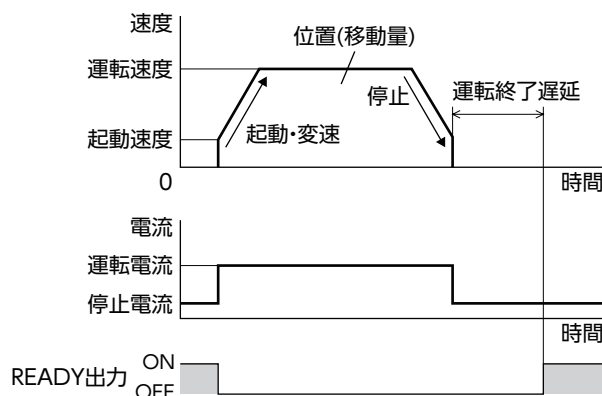 速度
位置(移動量)
運転速度
運転終了遅延
停止
起動速度
起動・変速
0
時間
電流
運転電流
停止電流
時間
READY出力
ON
OFF